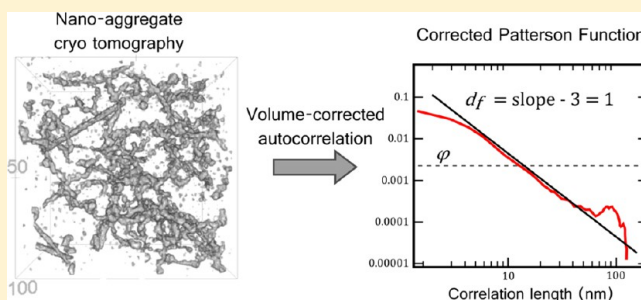 Nano-aggregate
cryo tomography
50
100
Volume-corrected
autocorrelation
Corrected Patterson Function
0.1
0.01
0.001
0.0001
0.00001
d_f = slope - 3 = 1
φ
10
100
Correlation length (nm)